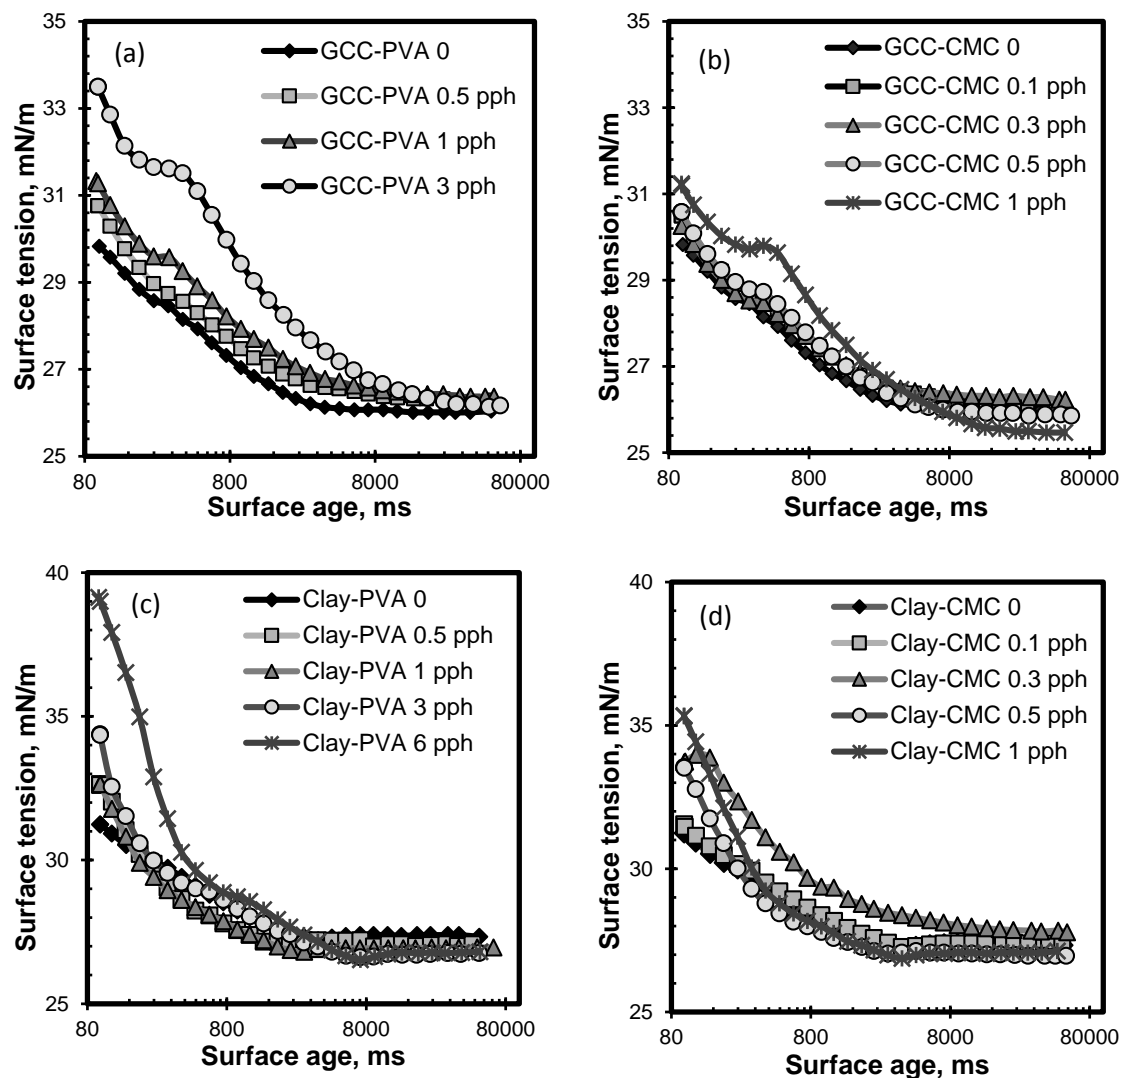 35
33
31
29
27
25
Surface tension, mN/m
(a)
GCC-PVA 0
GCC-PVA 0.5 pph
GCC-PVA 1 pph
GCC-PVA 3 pph
80
800
8000
80000
Surface age, ms
35
33
31
29
27
25
Surface tension, mN/m
(b)
GCC-CMC 0
GCC-CMC 0.1 pph
GCC-CMC 0.3 pph
GCC-CMC 0.5 pph
GCC-CMC 1 pph
80
800
8000
80000
Surface age, ms
40
35
30
25
Surface tension, mN/m
(c)
Clay-PVA 0
Clay-PVA 0.5 pph
Clay-PVA 1 pph
Clay-PVA 3 pph
Clay-PVA 6 pph
80
800
8000
80000
Surface age, ms
40
35
30
25
Surface tension, mN/m
(d)
Clay-CMC 0
Clay-CMC 0.1 pph
Clay-CMC 0.3 pph
Clay-CMC 0.5 pph
Clay-CMC 1 pph
80
800
8000
80000
Surface age, ms